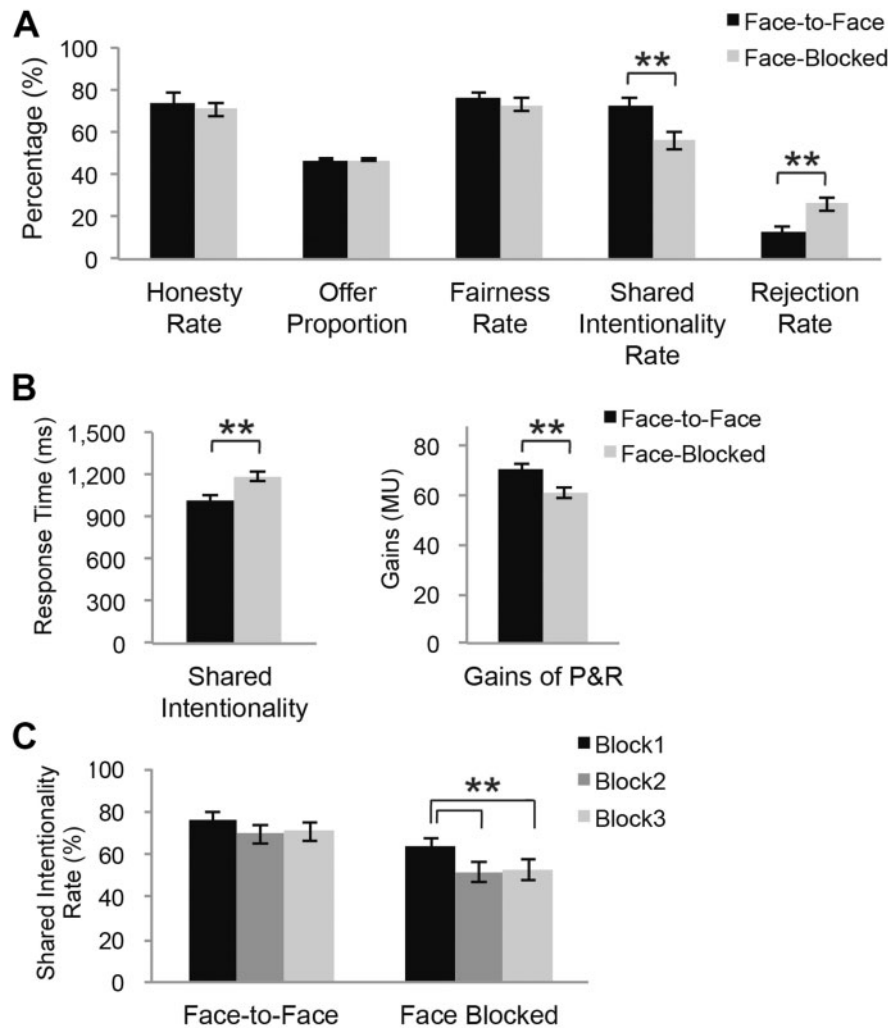 A
Face-to-Face
Face-Blocked
Percentage (%)
100
80
60
40
20
0
**
**
Honesty
Rate
Offer
Proportion
Fairness
Rate
Shared
Intentionality
Rate
Rejection
Rate
B
Response Time (ms)
1,500
1,200
900
600
300
0
**
Shared
Intentionality
Gains (MU)
80
60
40
20
0
**
Gains of P&R
Face-to-Face
Face-Blocked
C
Shared Intentionality
Rate (%)
100
80
60
40
20
0
**
Block1
Block2
Block3
Face-to-Face
Face Blocked